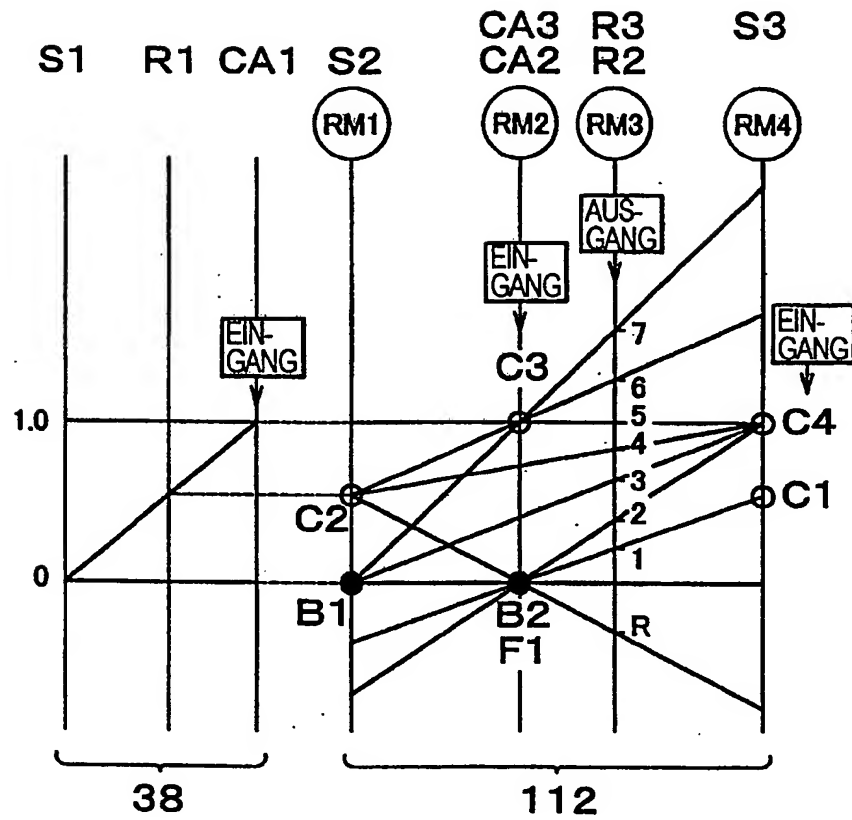 CA3 R3 S3
S1 R1 CA1 S2 CA2 R2
RM1 RM2 RM3 RM4
AUS-
GANG
EIN-
GANG
EIN-
GANG
EIN-
GANG
7
C3
6
1.0
5
C4
4
3
C2
C1
2
1
0
B1
B2
R
F1
38
112